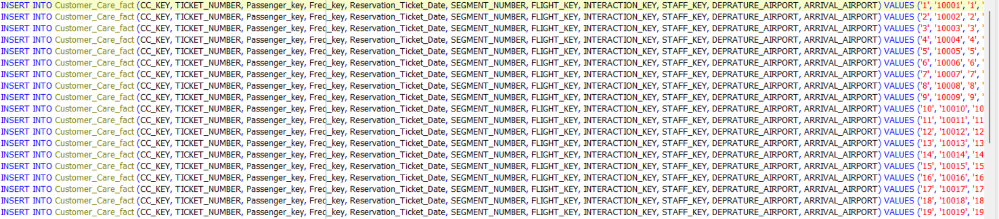 INSERT INTO Customer_Care_fact (CC_KEY, TICKET_NUMBER, Passenger_key, Freq_key, Reservation_Ticket_Date, SEGMENT_NUMBER, FLIGHT_KEY, INTERACTION_KEY, STAFF_KEY, DEPRATURE_AIRPORT, ARRIVAL_AIRPORT) VALUES ('1', '10001', '1', '
INSERT INTO Customer_Care_fact (CC_KEY, TICKET_NUMBER, Passenger_key, Freq_key, Reservation_Ticket_Date, SEGMENT_NUMBER, FLIGHT_KEY, INTERACTION_KEY, STAFF_KEY, DEPRATURE_AIRPORT, ARRIVAL_AIRPORT) VALUES ('2', '10002', '2', '
INSERT INTO Customer_Care_fact (CC_KEY, TICKET_NUMBER, Passenger_key, Freq_key, Reservation_Ticket_Date, SEGMENT_NUMBER, FLIGHT_KEY, INTERACTION_KEY, STAFF_KEY, DEPRATURE_AIRPORT, ARRIVAL_AIRPORT) VALUES ('3', '10003', '3', '
INSERT INTO Customer_Care_fact (CC_KEY, TICKET_NUMBER, Passenger_key, Freq_key, Reservation_Ticket_Date, SEGMENT_NUMBER, FLIGHT_KEY, INTERACTION_KEY, STAFF_KEY, DEPRATURE_AIRPORT, ARRIVAL_AIRPORT) VALUES ('4', '10004', '4', '
INSERT INTO Customer_Care_fact (CC_KEY, TICKET_NUMBER, Passenger_key, Freq_key, Reservation_Ticket_Date, SEGMENT_NUMBER, FLIGHT_KEY, INTERACTION_KEY, STAFF_KEY, DEPRATURE_AIRPORT, ARRIVAL_AIRPORT) VALUES ('5', '10005', '5', '
INSERT INTO Customer_Care_fact (CC_KEY, TICKET_NUMBER, Passenger_key, Freq_key, Reservation_Ticket_Date, SEGMENT_NUMBER, FLIGHT_KEY, INTERACTION_KEY, STAFF_KEY, DEPRATURE_AIRPORT, ARRIVAL_AIRPORT) VALUES ('6', '10006', '6', '
INSERT INTO Customer_Care_fact (CC_KEY, TICKET_NUMBER, Passenger_key, Freq_key, Reservation_Ticket_Date, SEGMENT_NUMBER, FLIGHT_KEY, INTERACTION_KEY, STAFF_KEY, DEPRATURE_AIRPORT, ARRIVAL_AIRPORT) VALUES ('7', '10007', '7', '
INSERT INTO Customer_Care_fact (CC_KEY, TICKET_NUMBER, Passenger_key, Freq_key, Reservation_Ticket_Date, SEGMENT_NUMBER, FLIGHT_KEY, INTERACTION_KEY, STAFF_KEY, DEPRATURE_AIRPORT, ARRIVAL_AIRPORT) VALUES ('8', '10008', '8', '
INSERT INTO Customer_Care_fact (CC_KEY, TICKET_NUMBER, Passenger_key, Freq_key, Reservation_Ticket_Date, SEGMENT_NUMBER, FLIGHT_KEY, INTERACTION_KEY, STAFF_KEY, DEPRATURE_AIRPORT, ARRIVAL_AIRPORT) VALUES ('9', '10009', '9', '
INSERT INTO Customer_Care_fact (CC_KEY, TICKET_NUMBER, Passenger_key, Freq_key, Reservation_Ticket_Date, SEGMENT_NUMBER, FLIGHT_KEY, INTERACTION_KEY, STAFF_KEY, DEPRATURE_AIRPORT, ARRIVAL_AIRPORT) VALUES ('10', '10010', '10
INSERT INTO Customer_Care_fact (CC_KEY, TICKET_NUMBER, Passenger_key, Freq_key, Reservation_Ticket_Date, SEGMENT_NUMBER, FLIGHT_KEY, INTERACTION_KEY, STAFF_KEY, DEPRATURE_AIRPORT, ARRIVAL_AIRPORT) VALUES ('11', '10011', '11
INSERT INTO Customer_Care_fact (CC_KEY, TICKET_NUMBER, Passenger_key, Freq_key, Reservation_Ticket_Date, SEGMENT_NUMBER, FLIGHT_KEY, INTERACTION_KEY, STAFF_KEY, DEPRATURE_AIRPORT, ARRIVAL_AIRPORT) VALUES ('12', '10012', '12
INSERT INTO Customer_Care_fact (CC_KEY, TICKET_NUMBER, Passenger_key, Freq_key, Reservation_Ticket_Date, SEGMENT_NUMBER, FLIGHT_KEY, INTERACTION_KEY, STAFF_KEY, DEPRATURE_AIRPORT, ARRIVAL_AIRPORT) VALUES ('13', '10013', '13
INSERT INTO Customer_Care_fact (CC_KEY, TICKET_NUMBER, Passenger_key, Freq_key, Reservation_Ticket_Date, SEGMENT_NUMBER, FLIGHT_KEY, INTERACTION_KEY, STAFF_KEY, DEPRATURE_AIRPORT, ARRIVAL_AIRPORT) VALUES ('14', '10014', '14
INSERT INTO Customer_Care_fact (CC_KEY, TICKET_NUMBER, Passenger_key, Freq_key, Reservation_Ticket_Date, SEGMENT_NUMBER, FLIGHT_KEY, INTERACTION_KEY, STAFF_KEY, DEPRATURE_AIRPORT, ARRIVAL_AIRPORT) VALUES ('15', '10015', '15
INSERT INTO Customer_Care_fact (CC_KEY, TICKET_NUMBER, Passenger_key, Freq_key, Reservation_Ticket_Date, SEGMENT_NUMBER, FLIGHT_KEY, INTERACTION_KEY, STAFF_KEY, DEPRATURE_AIRPORT, ARRIVAL_AIRPORT) VALUES ('16', '10016', '16
INSERT INTO Customer_Care_fact (CC_KEY, TICKET_NUMBER, Passenger_key, Freq_key, Reservation_Ticket_Date, SEGMENT_NUMBER, FLIGHT_KEY, INTERACTION_KEY, STAFF_KEY, DEPRATURE_AIRPORT, ARRIVAL_AIRPORT) VALUES ('17', '10017', '17
INSERT INTO Customer_Care_fact (CC_KEY, TICKET_NUMBER, Passenger_key, Freq_key, Reservation_Ticket_Date, SEGMENT_NUMBER, FLIGHT_KEY, INTERACTION_KEY, STAFF_KEY, DEPRATURE_AIRPORT, ARRIVAL_AIRPORT) VALUES ('18', '10018', '18
INSERT INTO Customer_Care_fact (CC_KEY, TICKET_NUMBER, Passenger_key, Freq_key, Reservation_Ticket_Date, SEGMENT_NUMBER, FLIGHT_KEY, INTERACTION_KEY, STAFF_KEY, DEPRATURE_AIRPORT, ARRIVAL_AIRPORT) VALUES ('19', '10019', '19